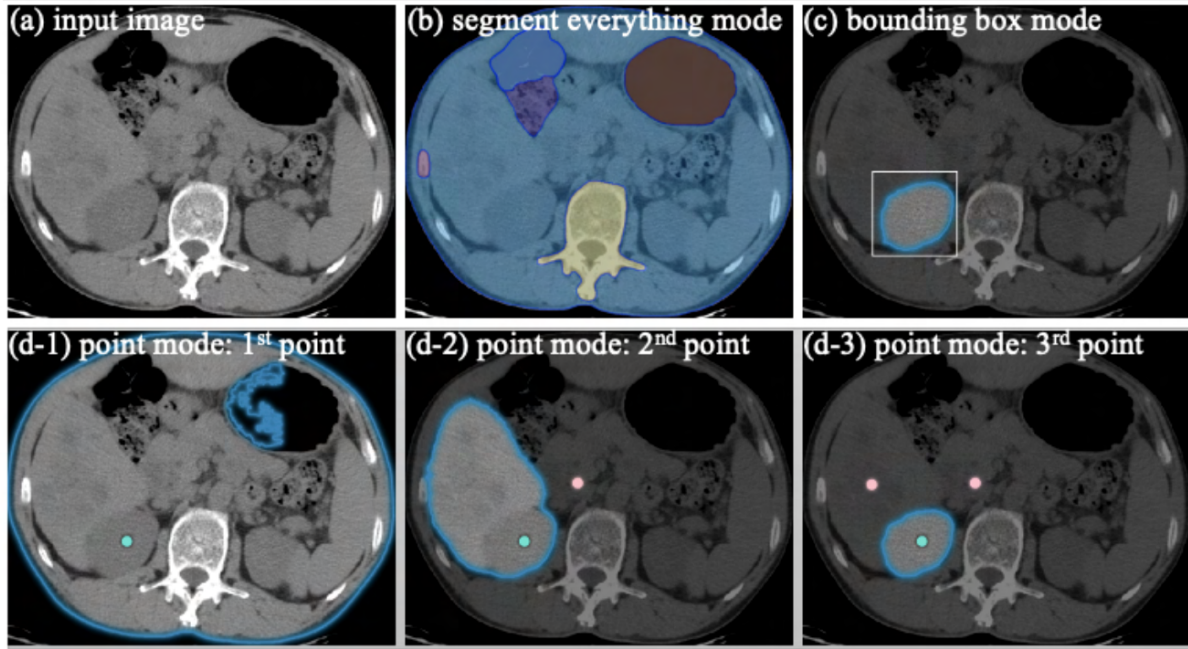 (a) input image
(b) segment everything mode
(c) bounding box mode
(d-1) point mode: 1st point
(d-2) point mode: 2nd point
(d-3) point mode: 3rd point